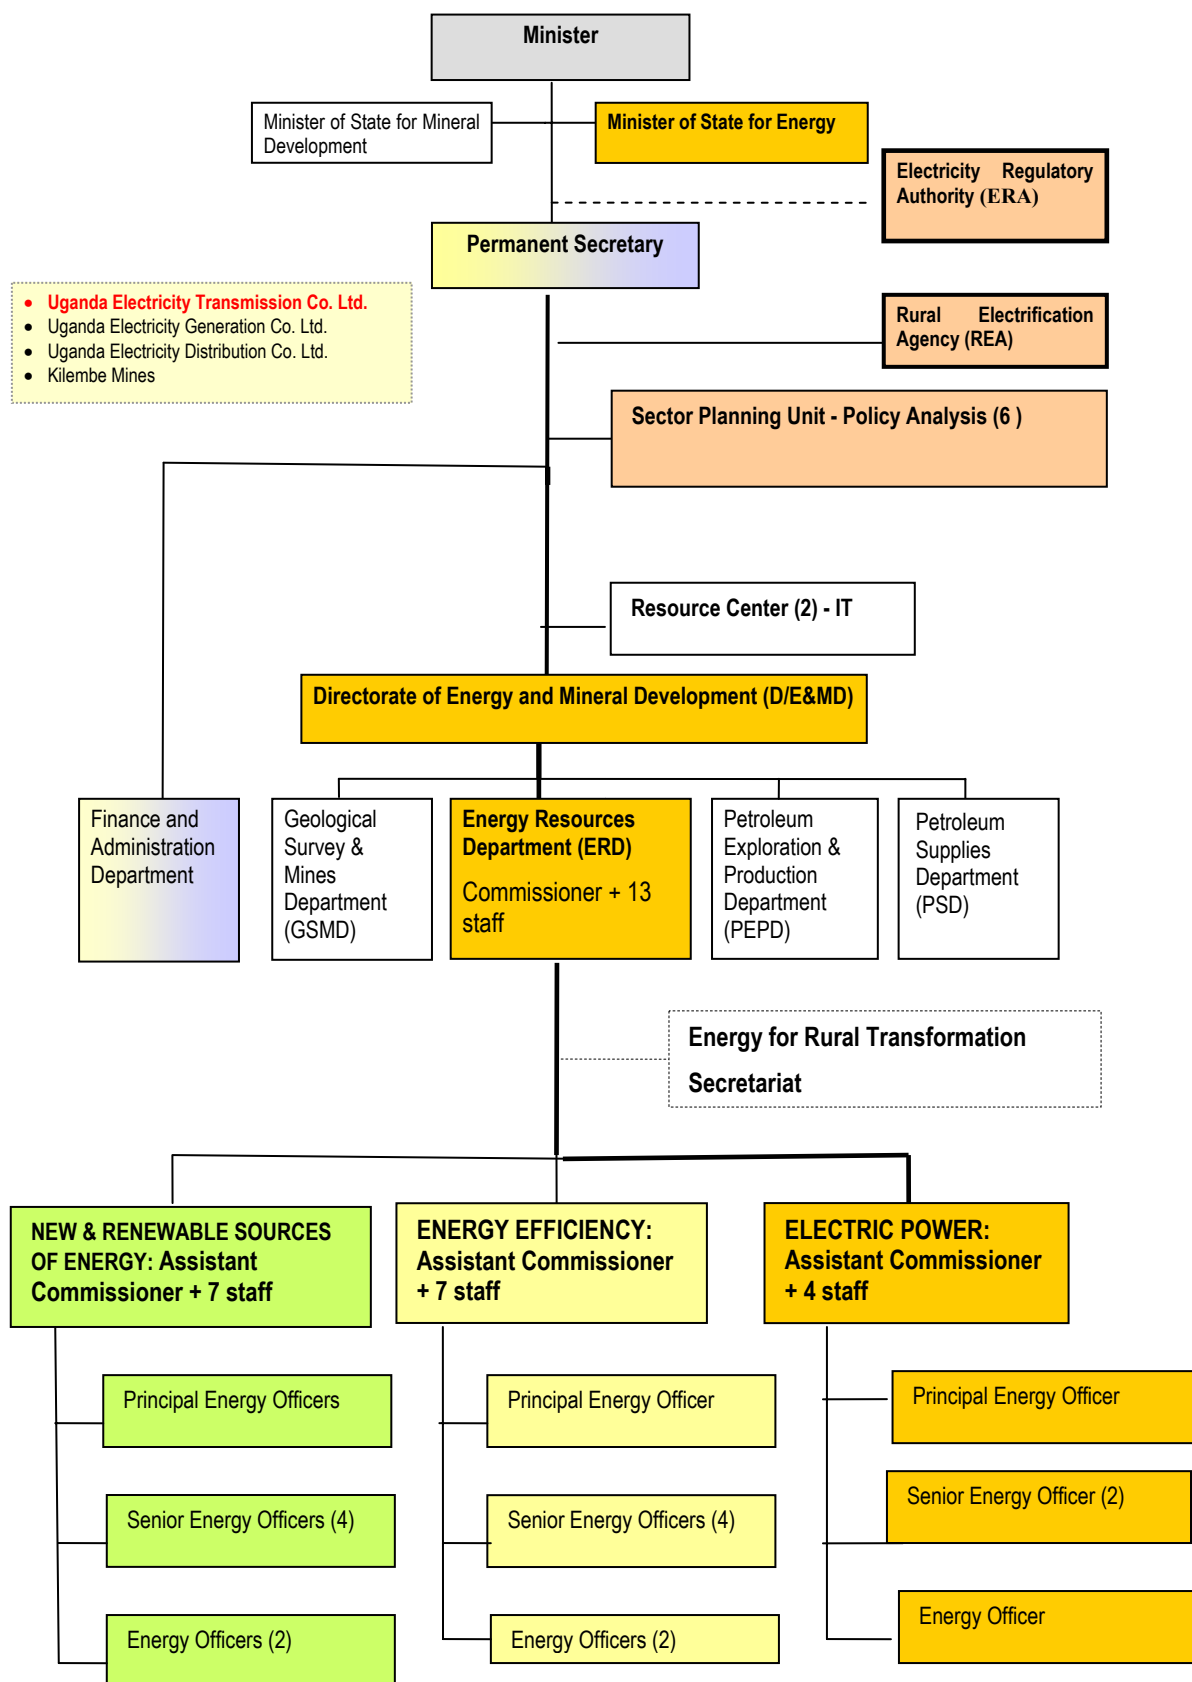 Minister
Minister of State for Mineral
Development
Minister of State for Energy
Electricity Regulatory
Authority (ERA)
Permanent Secretary
• Uganda Electricity Transmission Co. Ltd.
• Uganda Electricity Generation Co. Ltd.
• Uganda Electricity Distribution Co. Ltd.
• Kilembe Mines
Rural Electrification
Agency (REA)
Sector Planning Unit - Policy Analysis (6 )
Resource Center (2) - IT
Directorate of Energy and Mineral Development (D/E&MD)
Finance and
Administration
Department
Geological
Survey &
Mines
Department
(GSMD)
Energy Resources
Department (ERD)
Commissioner + 13
staff
Petroleum
Exploration &
Production
Department
(PEPD)
Petroleum
Supplies
Department
(PSD)
Energy for Rural Transformation
Secretariat
NEW & RENEWABLE SOURCES
OF ENERGY: Assistant
Commissioner + 7 staff
ENERGY EFFICIENCY:
Assistant Commissioner
+ 7 staff
ELECTRIC POWER:
Assistant Commissioner
+ 4 staff
Principal Energy Officers
Principal Energy Officer
Principal Energy Officer
Senior Energy Officers (4)
Senior Energy Officers (4)
Senior Energy Officer (2)
Energy Officers (2)
Energy Officers (2)
Energy Officer